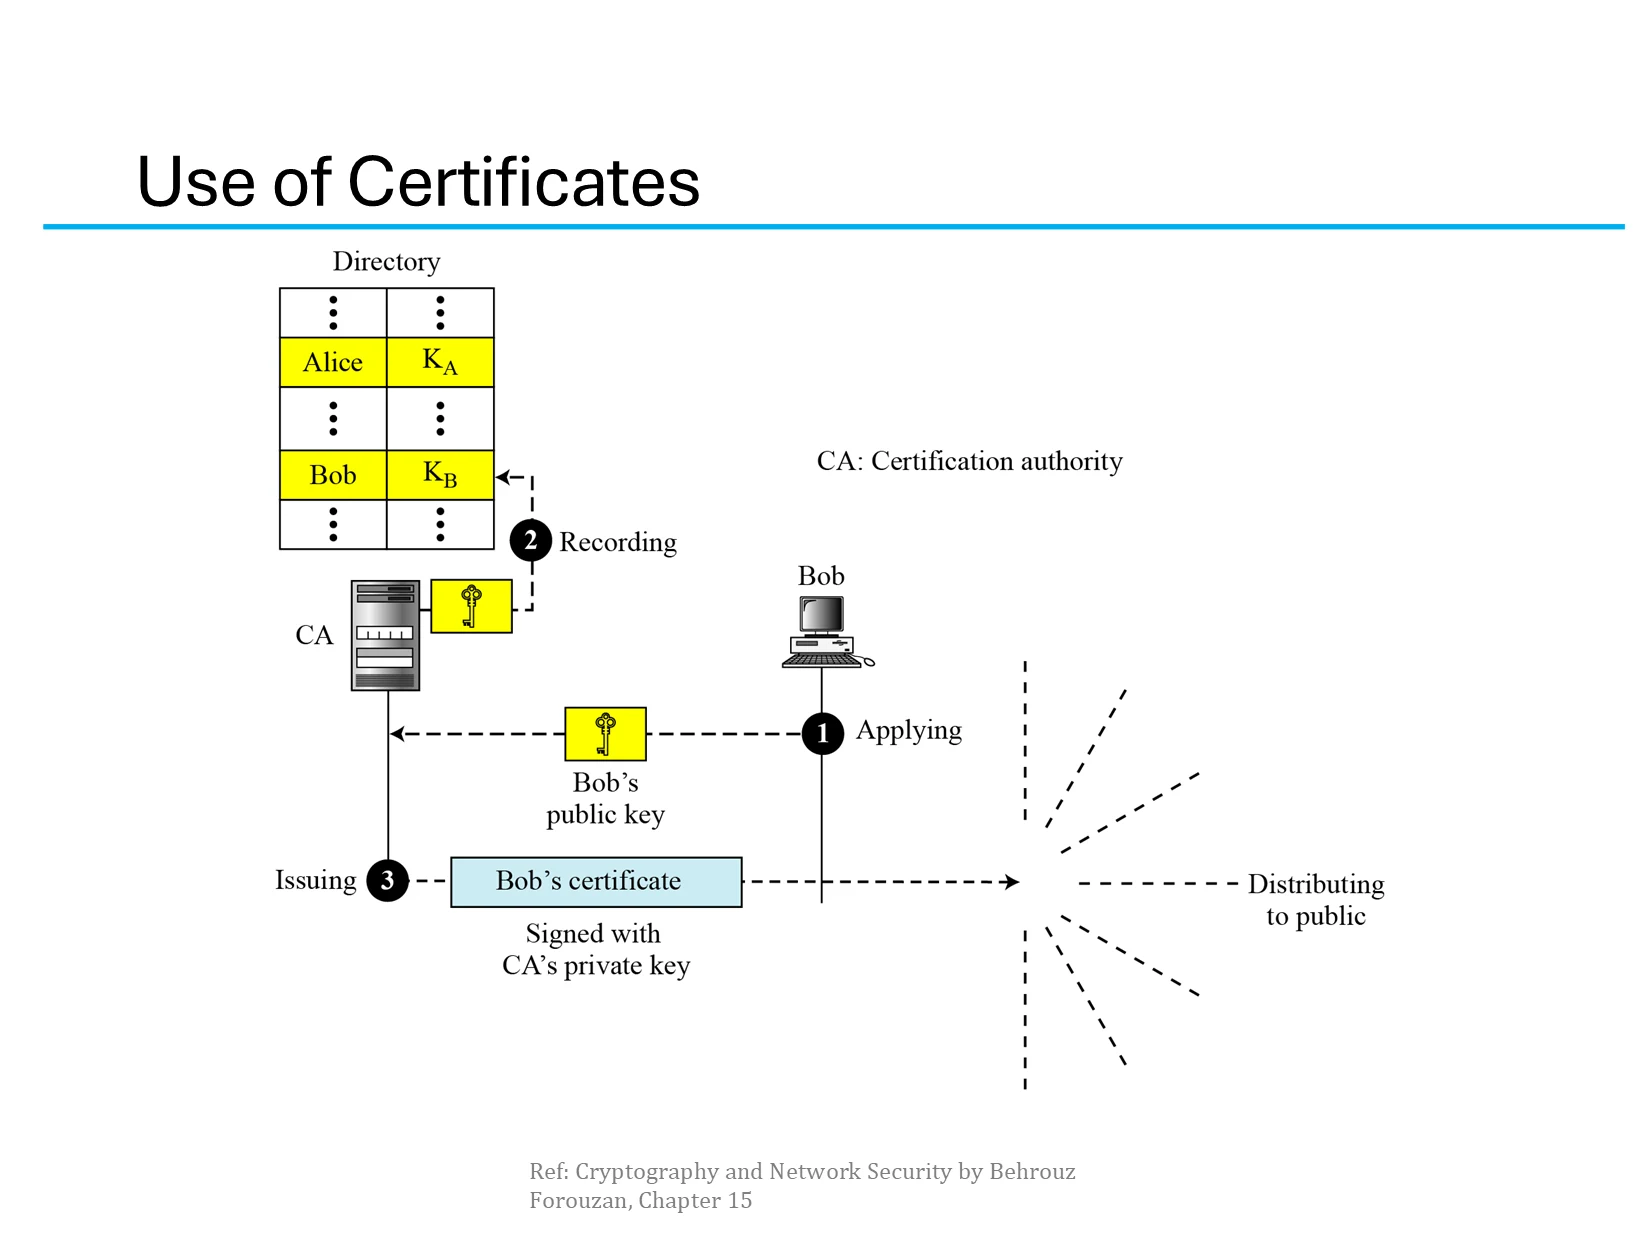 Use of Certificates
Directory
Alice K_A
Bob K_B
CA: Certification authority
2 Recording
Bob
CA
1 Applying
Bob's
public key
Issuing 3 Bob's certificate
Distributing
to public
Signed with
CA's private key
Ref: Cryptography and Network Security by Behrouz
Forouzan, Chapter 15